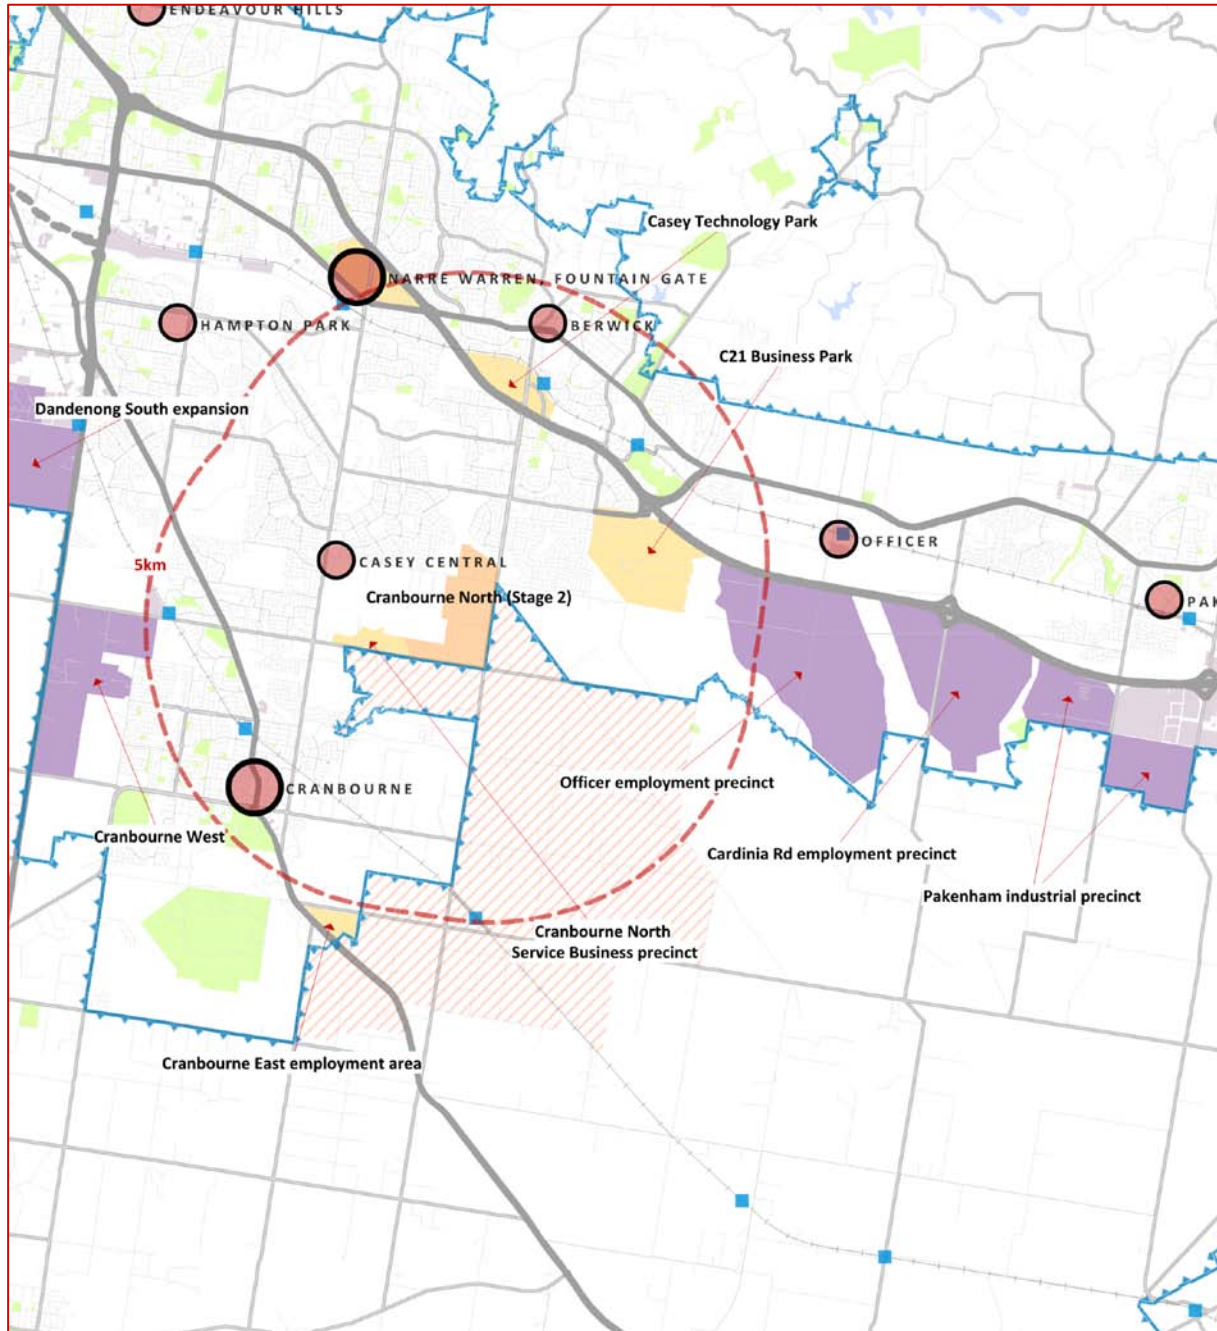 ENDEAVOUR HILLS
Casey Technology Park
NARRE WARREN, FOUNTAIN GATE
HAMPTON PARK
BERWICK
C21 Business Park
Dandenong South expansion
OFFICER
5km
CASEY CENTRAL
Cranbourne North (Stage 2)
PAK
Officer employment precinct
CRANBOURNE
Cranbourne West
Cardinia Rd employment precinct
Pakenham industrial precinct
Cranbourne North
Service Business precinct
Cranbourne East employment area